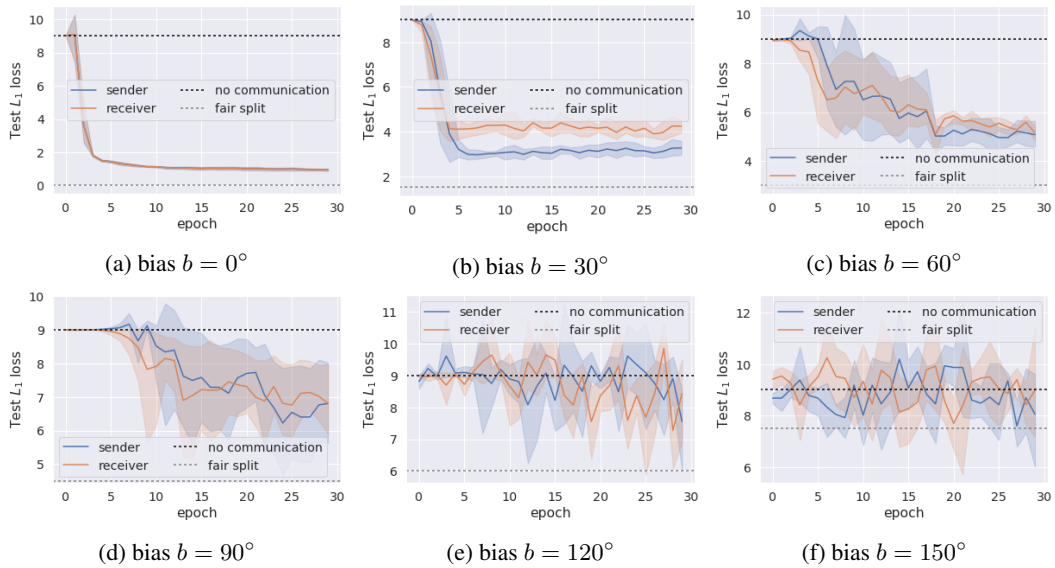 10
8
6
4
2
0
Test L1 loss
sender
receiver
no communication
fair split
0 5 10 15 20 25 30
epoch
(a) bias b = 0°
8
6
4
2
Test L1 loss
sender
receiver
no communication
fair split
0 5 10 15 20 25 30
epoch
(b) bias b = 30°
10
8
6
4
Test L1 loss
sender
receiver
no communication
fair split
0 5 10 15 20 25 30
epoch
(c) bias b = 60°
10
9
8
7
6
5
Test L1 loss
sender
receiver
no communication
fair split
0 5 10 15 20 25 30
epoch
(d) bias b = 90°
11
10
9
8
7
6
Test L1 loss
sender
receiver
no communication
fair split
0 5 10 15 20 25 30
epoch
(e) bias b = 120°
12
10
8
6
Test L1 loss
sender
receiver
no communication
fair split
0 5 10 15 20 25 30
epoch
(f) bias b = 150°